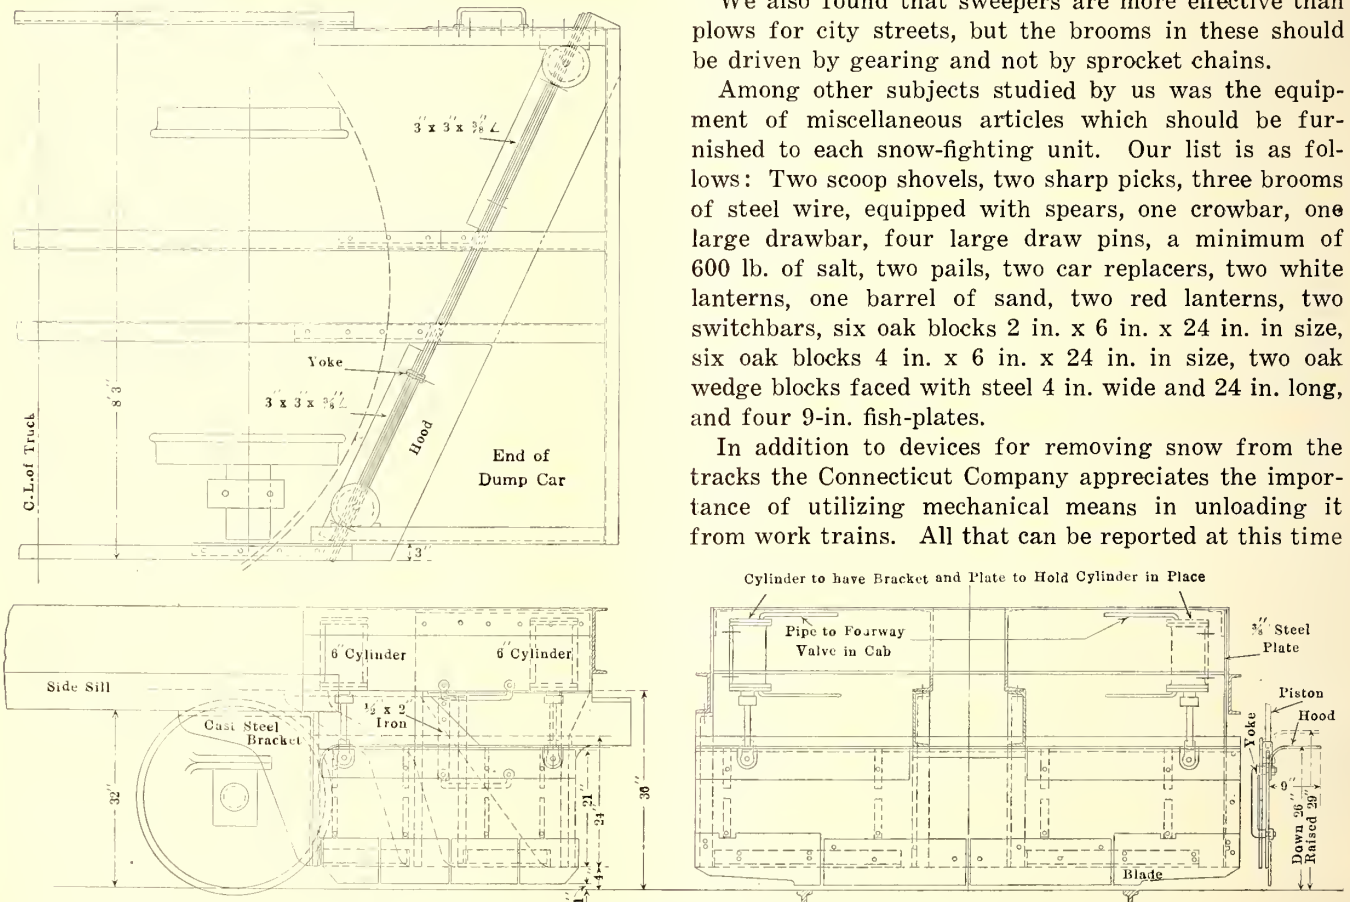 We also found that sweepers are more effective than
plows for city streets, but the brooms in these should
be driven by gearing and not by sprocket chains.
Among other subjects studied by us was the equip-
ment of miscellaneous articles which should be fur-
nished to each snow-fighting unit. Our list is as fol-
lows: Two scoop shovels, two sharp picks, three brooms
of steel wire, equipped with spears, one crowbar, one
large drawbar, four large draw pins, a minimum of
600 lb. of salt, two pails, two car replacers, two white
lanterns, one barrel of sand, two red lanterns, two
switchbars, six oak blocks 2 in. x 6 in. x 24 in. in size,
six oak blocks 4 in. x 6 in. x 24 in. in size, two oak
wedge blocks faced with steel 4 in. wide and 24 in. long,
and four 9-in. fish-plates.
In addition to devices for removing snow from the
tracks the Connecticut Company appreciates the impor-
tance of utilizing mechanical means in unloading it
from work trains. All that can be reported at this time
3" x 3" x 3/8" ∠
Yoke
3" x 3" x 3/8" ∠
Hood
8' 3"
C.L. of Truck
End of
Dump Car
3"
Side Sill
6" Cylinder
6" Cylinder
1/2" x 2"
Iron
Cast Steel
Bracket
32"
21"
24"
4"
36"
Cylinder to have Bracket and Plate to Hold Cylinder in Place
Pipe to Fourway
Valve in Cab
3/8" Steel
Plate
Piston
Hood
Yoke
9"
Down 26"
Raised 29"
Blade